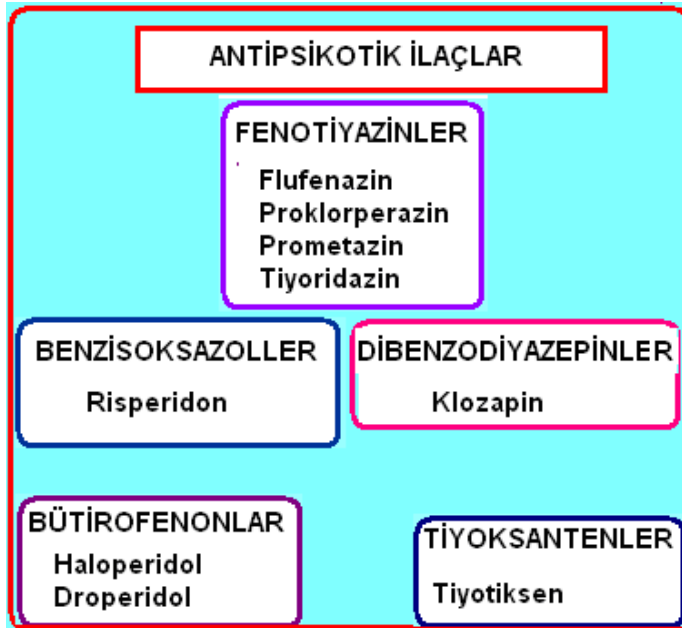 ANTİPSİKOTİK İLAÇLAR
FENOTİYAZİNLER
Flufenazin
Proklorperazin
Prometazin
Tiyoridazin
BENZİSOKSAZOLLER
Risperidon
DİBENZODİYAZEPİNLER
Klozapin
BÜTİROFENONLAR
Haloperidol
Droperidol
TİYOKSANTENLER
Tiyotiksen